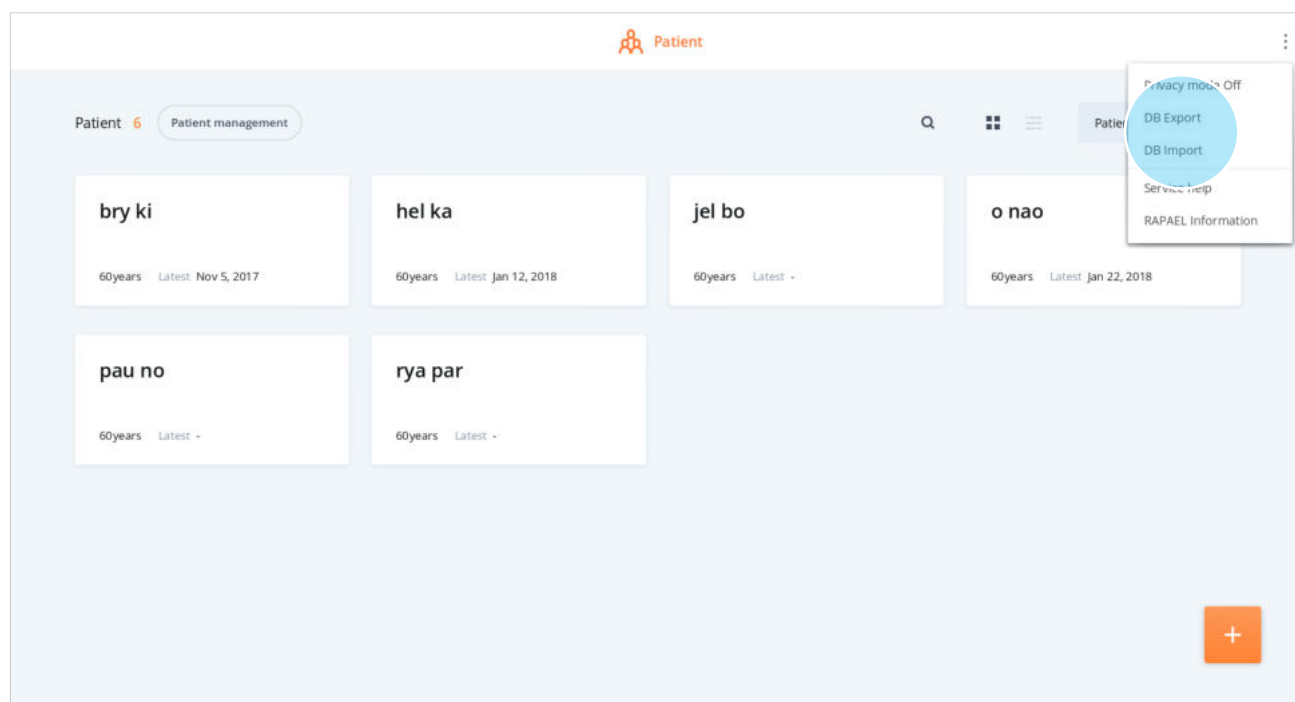 Patient
Patient 6 Patient management
Privacy mode Off
DB Export
DB Import
Service help
RAPAEL Information
bry ki
60years Latest Nov 5, 2017
hel ka
60years Latest Jan 12, 2018
jel bo
60years Latest -
o nao
60years Latest Jan 22, 2018
pau no
60years Latest -
rya par
60years Latest -